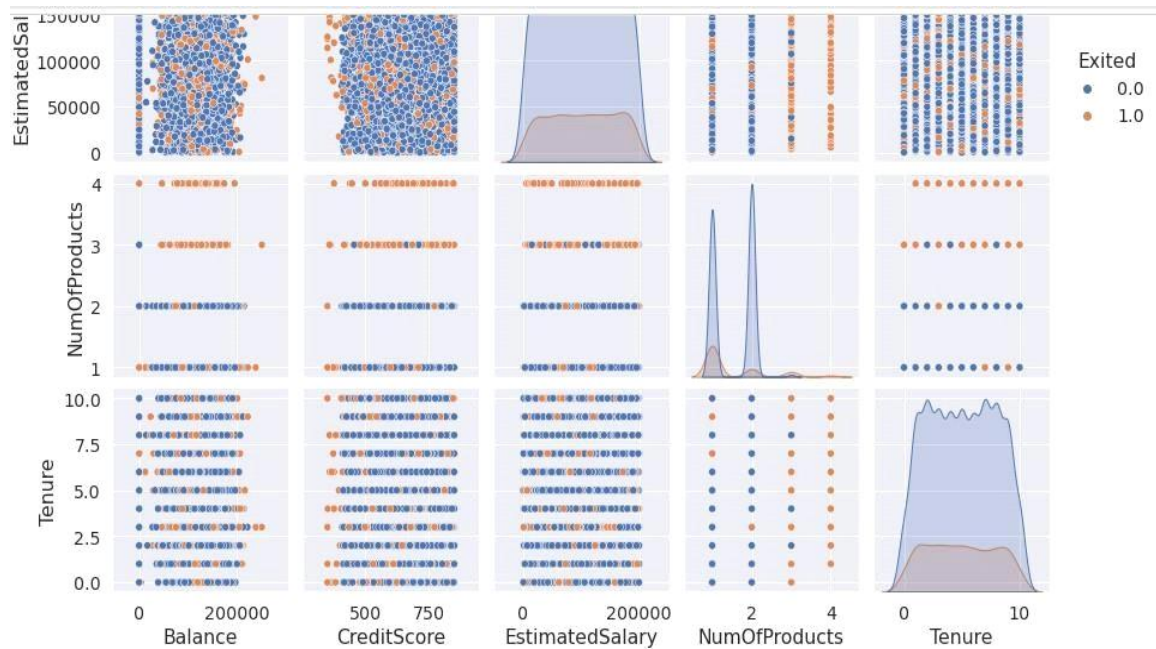 150000
100000
50000
0
EstimatedSal
Exited
0.0
1.0
4
3
2
1
NumOfProducts
10.0
7.5
5.0
2.5
0.0
Tenure
0 200000 500 750 0 200000 2 4 0 10
Balance CreditScore EstimatedSalary NumOfProducts Tenure